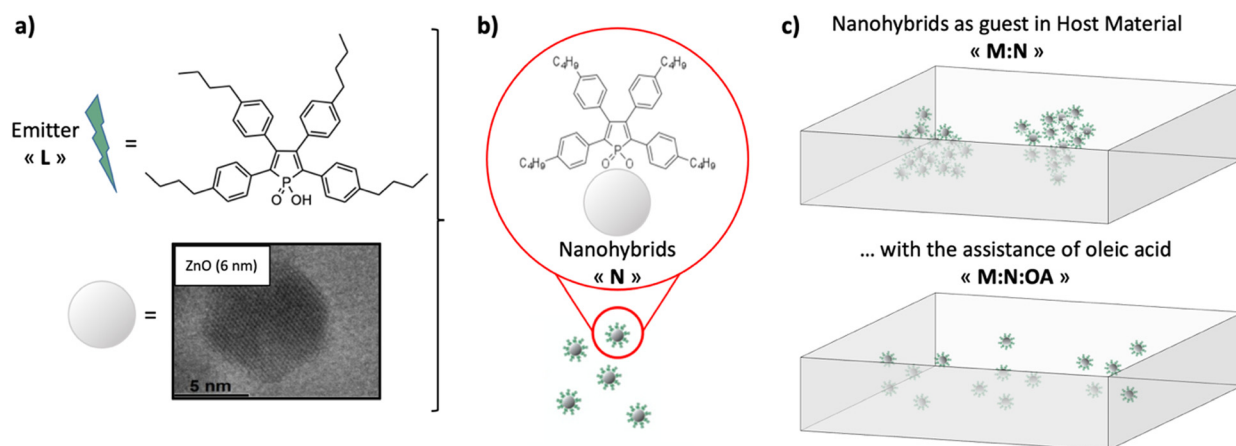 a)
Emitter
« L »
=
P
O
OH
=
ZnO (6 nm)
5 nm
b)
C4H9
C4H9
C4H9
C4H9
P
O
O
Nanohybrids
« N »
c)
Nanohybrids as guest in Host Material
« M:N »
... with the assistance of oleic acid
« M:N:OA »